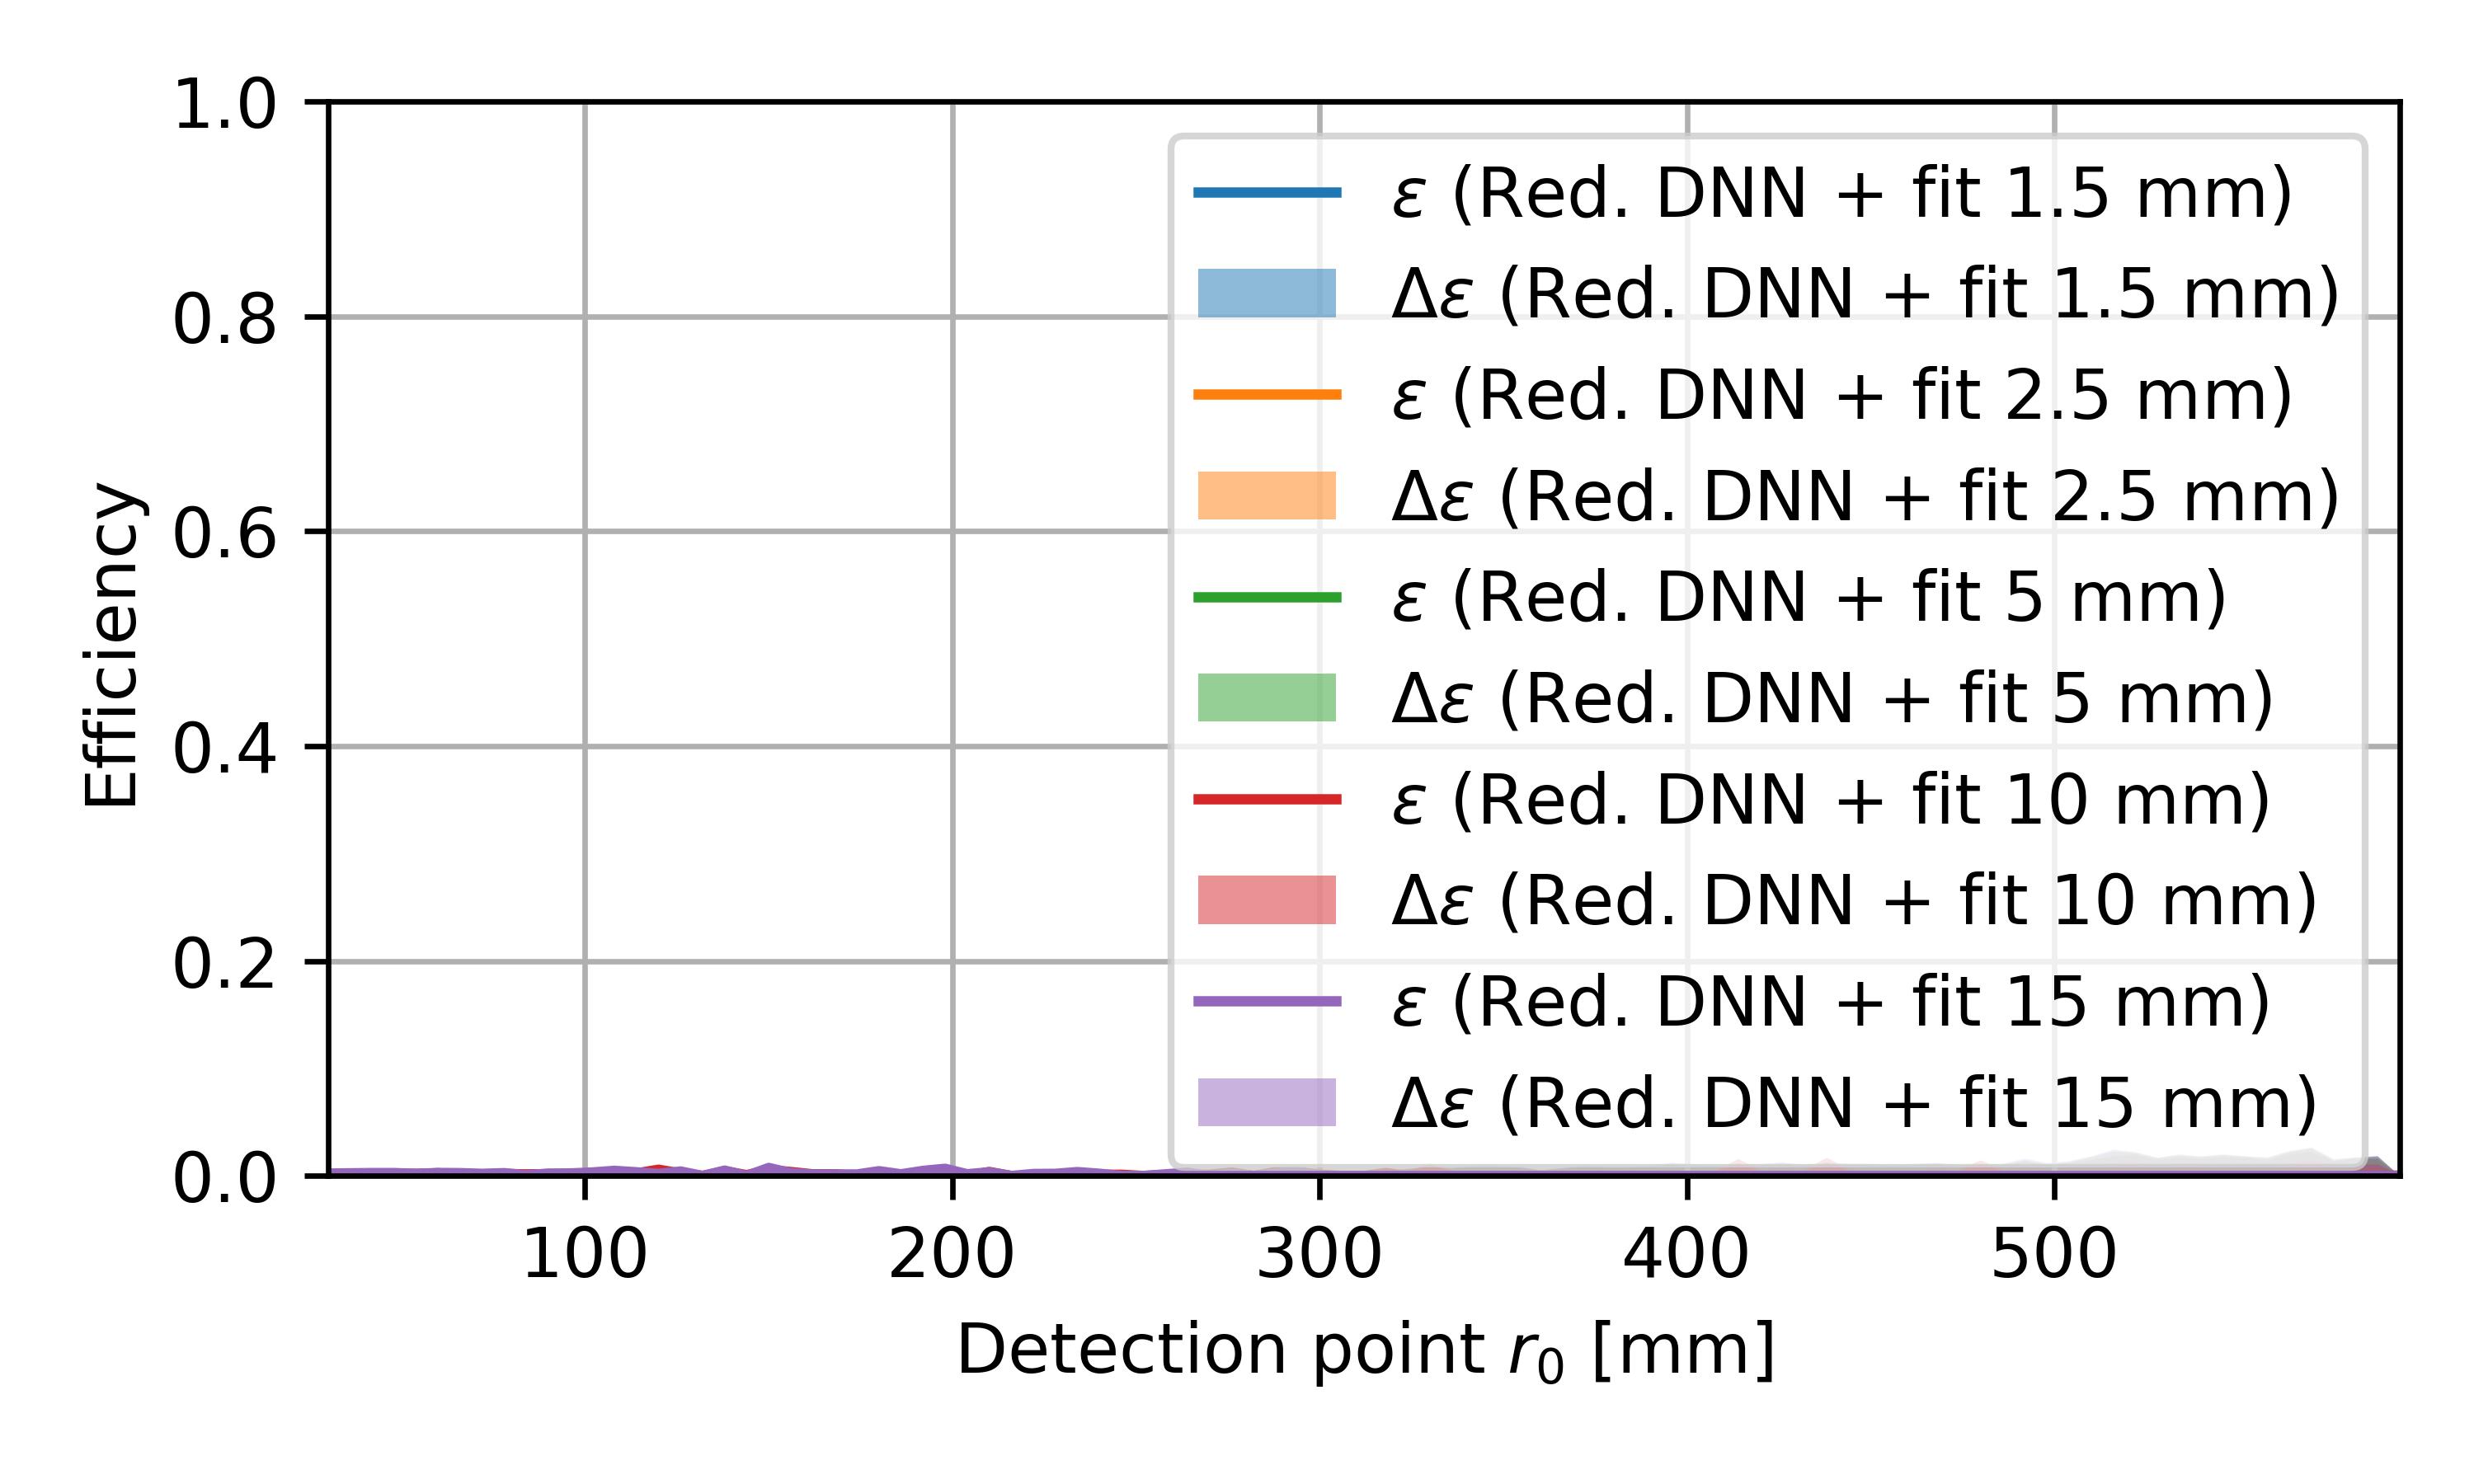 1.0
0.8
0.6
0.4
0.2
0.0
Efficiency
ε (Red. DNN + fit 1.5 mm)
Δε (Red. DNN + fit 1.5 mm)
ε (Red. DNN + fit 2.5 mm)
Δε (Red. DNN + fit 2.5 mm)
ε (Red. DNN + fit 5 mm)
Δε (Red. DNN + fit 5 mm)
ε (Red. DNN + fit 10 mm)
Δε (Red. DNN + fit 10 mm)
ε (Red. DNN + fit 15 mm)
Δε (Red. DNN + fit 15 mm)
100 200 300 400 500
Detection point r₀ [mm]